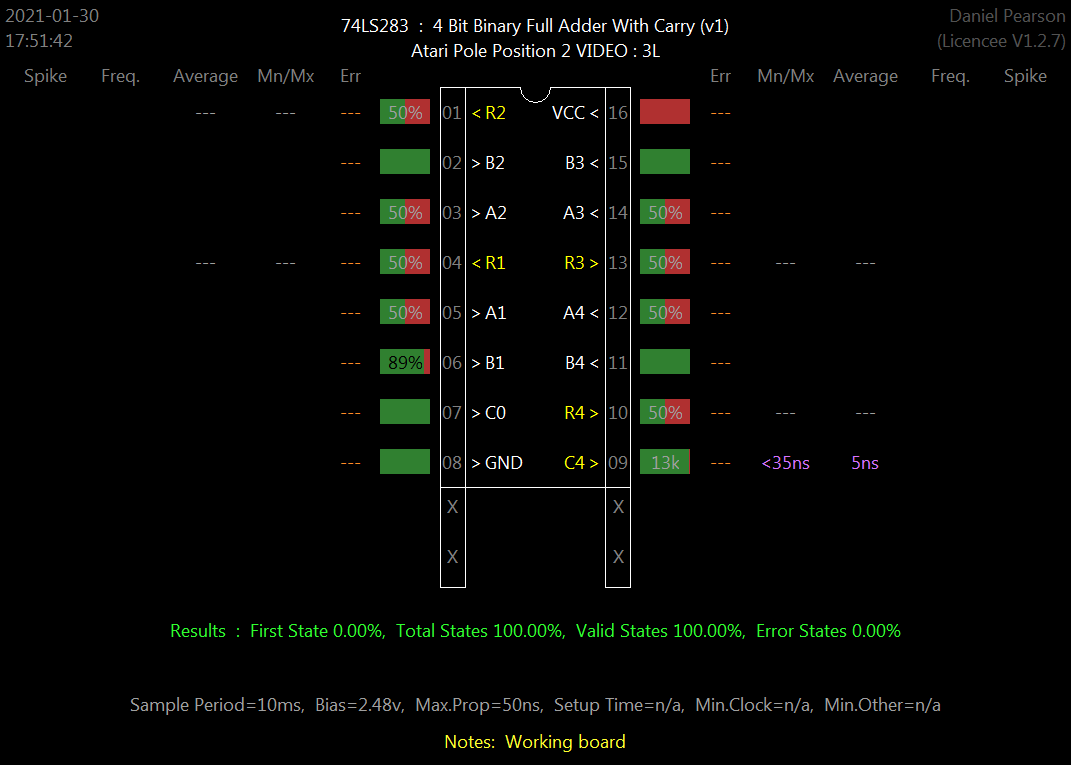 2021-01-30
17:51:42
74LS283 : 4 Bit Binary Full Adder With Carry (v1)
Atari Pole Position 2 VIDEO : 3L
Daniel Pearson
(Licencee V1.2.7)
Spike Freq. Average Mn/Mx Err Err Mn/Mx Average Freq. Spike
--- --- --- 50% 01 < R2 VCC < 16 ---
--- 02 > B2 B3 < 15 ---
--- 50% 03 > A2 A3 < 14 50% ---
--- --- --- 50% 04 < R1 R3 > 13 50% --- --- ---
--- 50% 05 > A1 A4 < 12 50% ---
--- 89% 06 > B1 B4 < 11 ---
--- 07 > C0 R4 > 10 50% --- --- ---
--- 08 > GND C4 > 09 13k --- <35ns 5ns
X X
X X
Results : First State 0.00%, Total States 100.00%, Valid States 100.00%, Error States 0.00%
Sample Period=10ms, Bias=2.48v, Max.Prop=50ns, Setup Time=n/a, Min.Clock=n/a, Min.Other=n/a
Notes: Working board